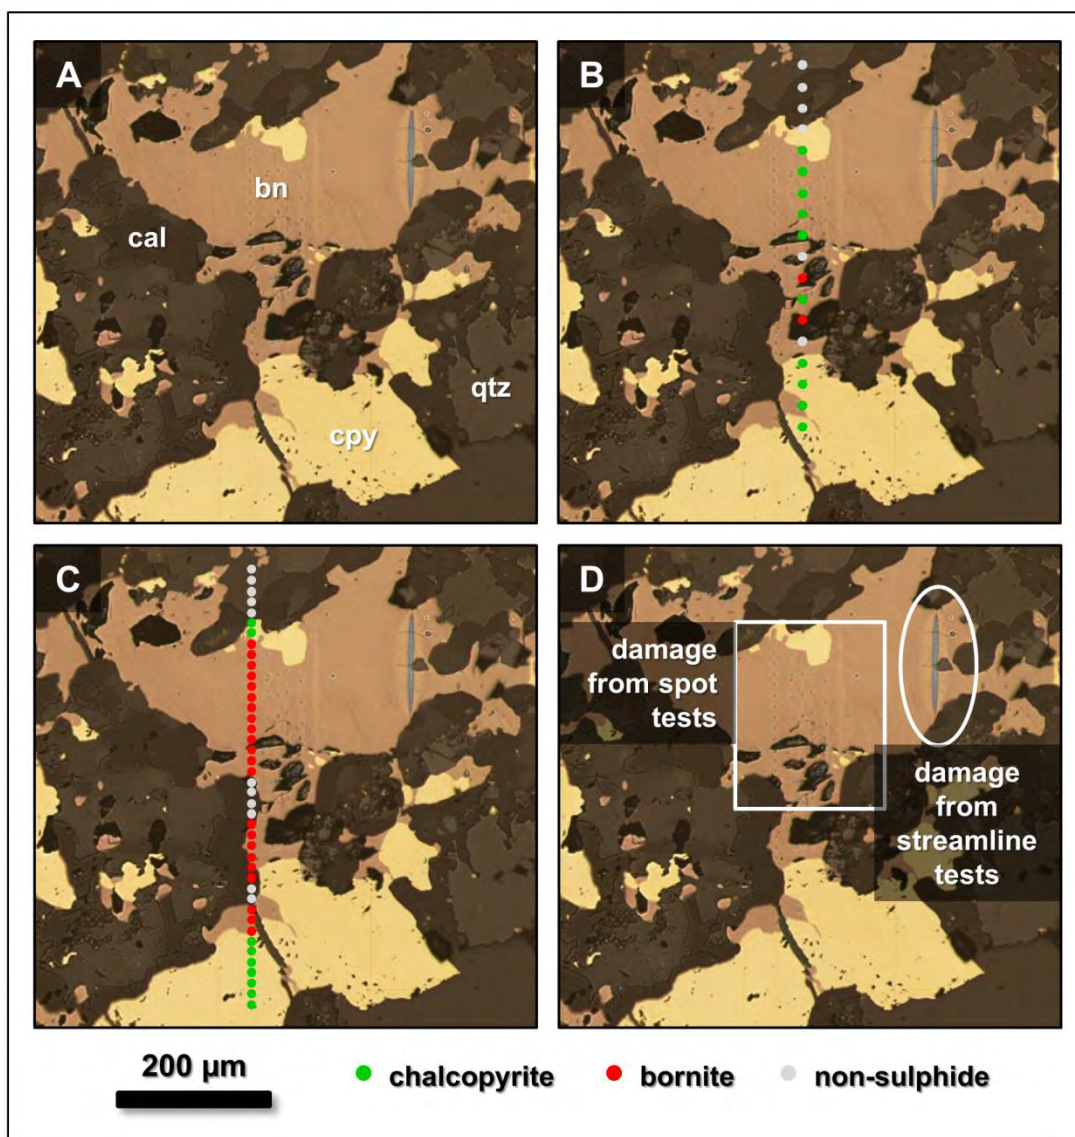 A
B
bn
cal
qtz
cpy
C
D
damage
from spot
tests
damage
from
streamline
tests
200 µm
chalcopyrite
bornite
non-sulphide